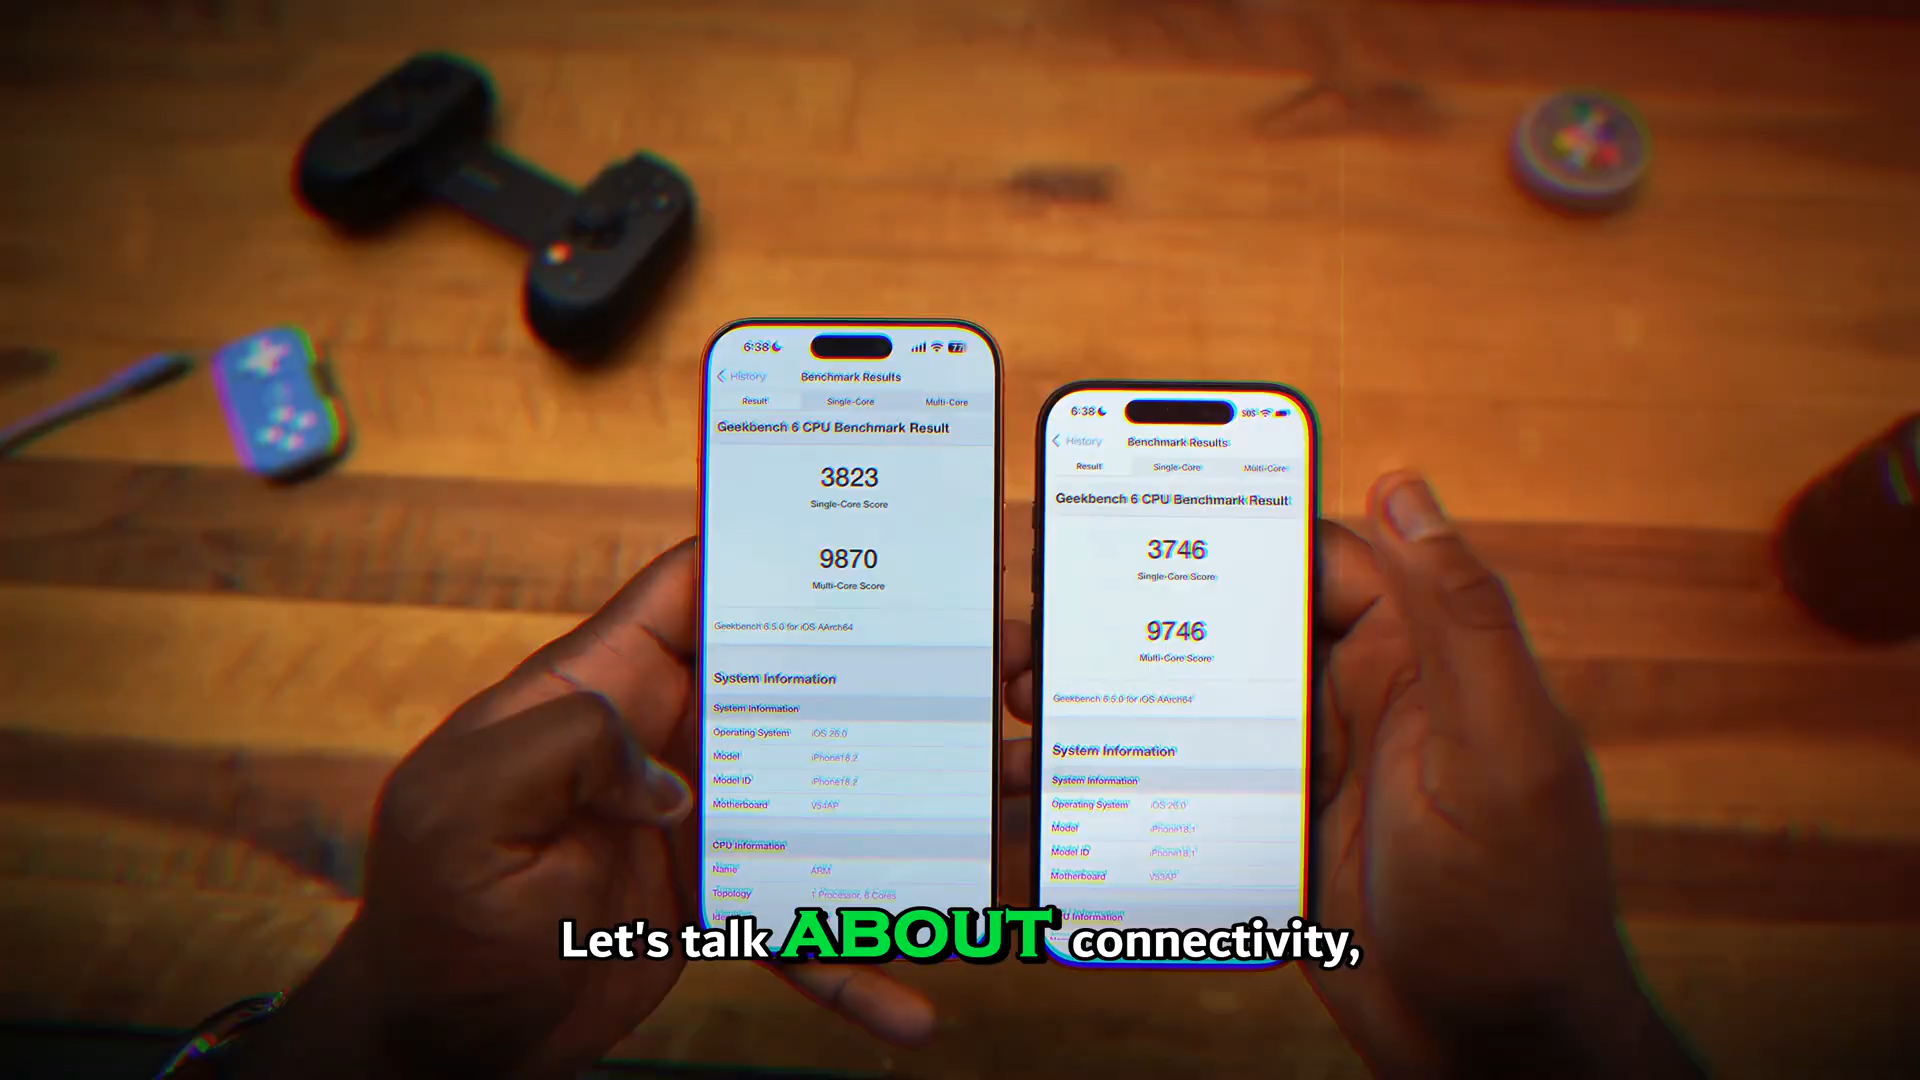 6:38
77
History
Benchmark Results
Result
Single-Core
Multi-Core
Geekbench 6 CPU Benchmark Result
3823
Single-Core Score
9870
Multi-Core Score
Geekbench 6.5.0 for iOS AArch64
System Information
System Information
Operating System iOS 26.0
Model iPhone18,2
Model ID iPhone18,2
Motherboard V54AP
CPU Information
Name ARM
Topology 1 Processor, 6 Cores
6:38
SOS
History
Benchmark Results
Result
Single-Core
Multi-Core
Geekbench 6 CPU Benchmark Result
3746
Single-Core Score
9746
Multi-Core Score
Geekbench 6.5.0 for iOS AArch64
System Information
System Information
Operating System iOS 26.0
Model iPhone18,1
Model ID iPhone18,1
Motherboard V53AP
Information
Let's talk ABOUT connectivity,